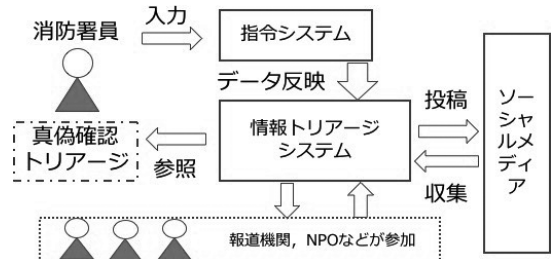 消防署員
入力
指令システム
データ反映
真偽確認
トリアージ
参照
情報トリアージ
システム
投稿
収集
ソーシャルメディア
報道機関，NPOなどが参加